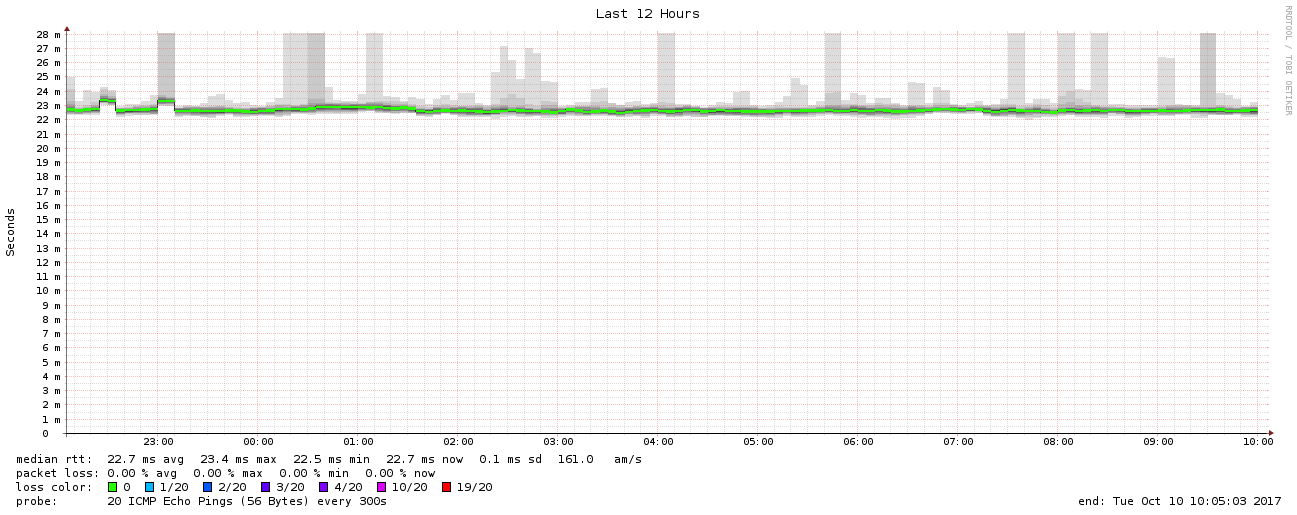 Last 12 Hours
RRDTOOL / TOBI OETIKER
Seconds
28 m
27 m
26 m
25 m
24 m
23 m
22 m
21 m
20 m
19 m
18 m
17 m
16 m
15 m
14 m
13 m
12 m
11 m
10 m
9 m
8 m
7 m
6 m
5 m
4 m
3 m
2 m
1 m
0
23:00 00:00 01:00 02:00 03:00 04:00 05:00 06:00 07:00 08:00 09:00 10:00
median rtt: 22.7 ms avg 23.4 ms max 22.5 ms min 22.7 ms now 0.1 ms sd 161.0 am/s
packet loss: 0.00 % avg 0.00 % max 0.00 % min 0.00 % now
loss color: 0 1/20 2/20 3/20 4/20 10/20 19/20
probe: 20 ICMP Echo Pings (56 Bytes) every 300s end: Tue Oct 10 10:05:03 2017